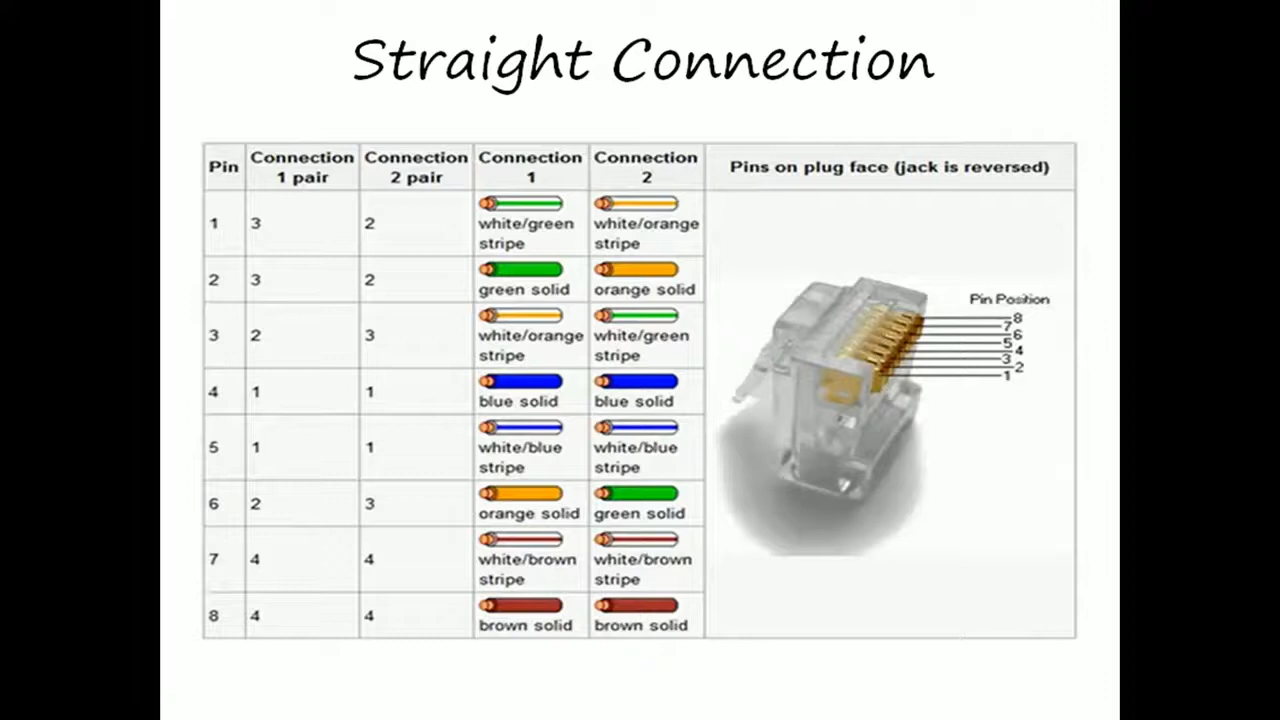 Straight Connection
Pin
Connection
1 pair
Connection
2 pair
Connection
1
Connection
2
Pins on plug face (jack is reversed)
1
3
2
white/green
stripe
white/orange
stripe
2
3
2
green solid
orange solid
3
2
3
white/orange
stripe
white/green
stripe
4
1
1
blue solid
blue solid
5
1
1
white/blue
stripe
white/blue
stripe
6
2
3
orange solid
green solid
7
4
4
white/brown
stripe
white/brown
stripe
8
4
4
brown solid
brown solid
Pin Position
8
7
6
5
4
3
2
1